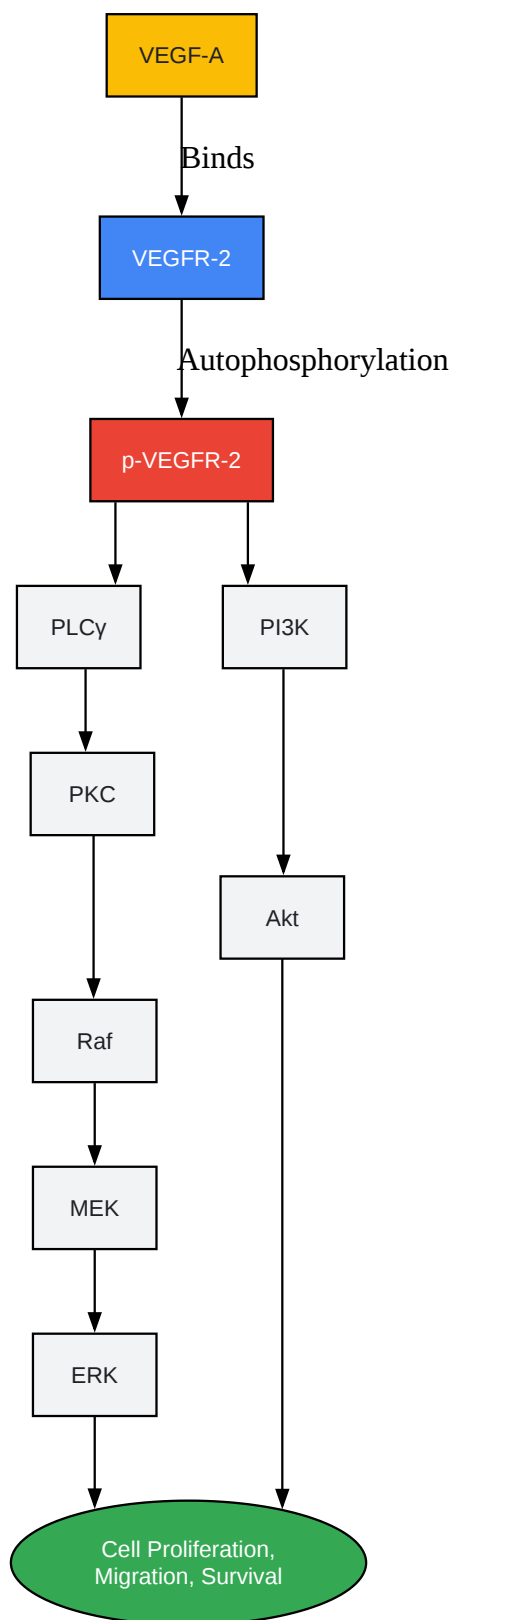 VEGF-A
Binds
VEGFR-2
Autophosphorylation
p-VEGFR-2
PLCγ
PI3K
PKC
Akt
Raf
MEK
ERK
Cell Proliferation,
Migration, Survival